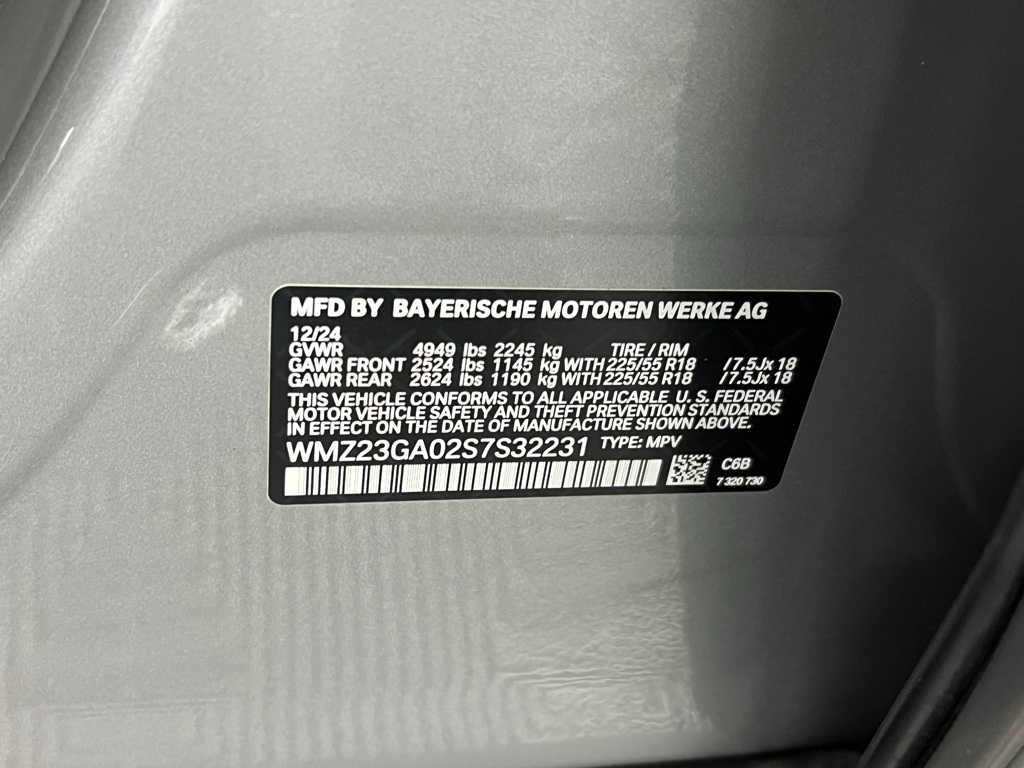 MFD BY BAYERISCHE MOTOREN WERKE AG
12/24
GVWR 4949 lbs 2245 kg TIRE / RIM
GAWR FRONT 2524 lbs 1145 kg WITH 225/55 R18 /7.5Jx 18
GAWR REAR 2624 lbs 1190 kg WITH 225/55 R18 /7.5Jx 18
THIS VEHICLE CONFORMS TO ALL APPLICABLE U. S. FEDERAL
MOTOR VEHICLE SAFETY AND THEFT PREVENTION STANDARDS
IN EFFECT ON THE DATE OF MANUFACTURE SHOWN ABOVE.
WMZ23GA02S7S32231 TYPE: MPV
C6B
7 320 730